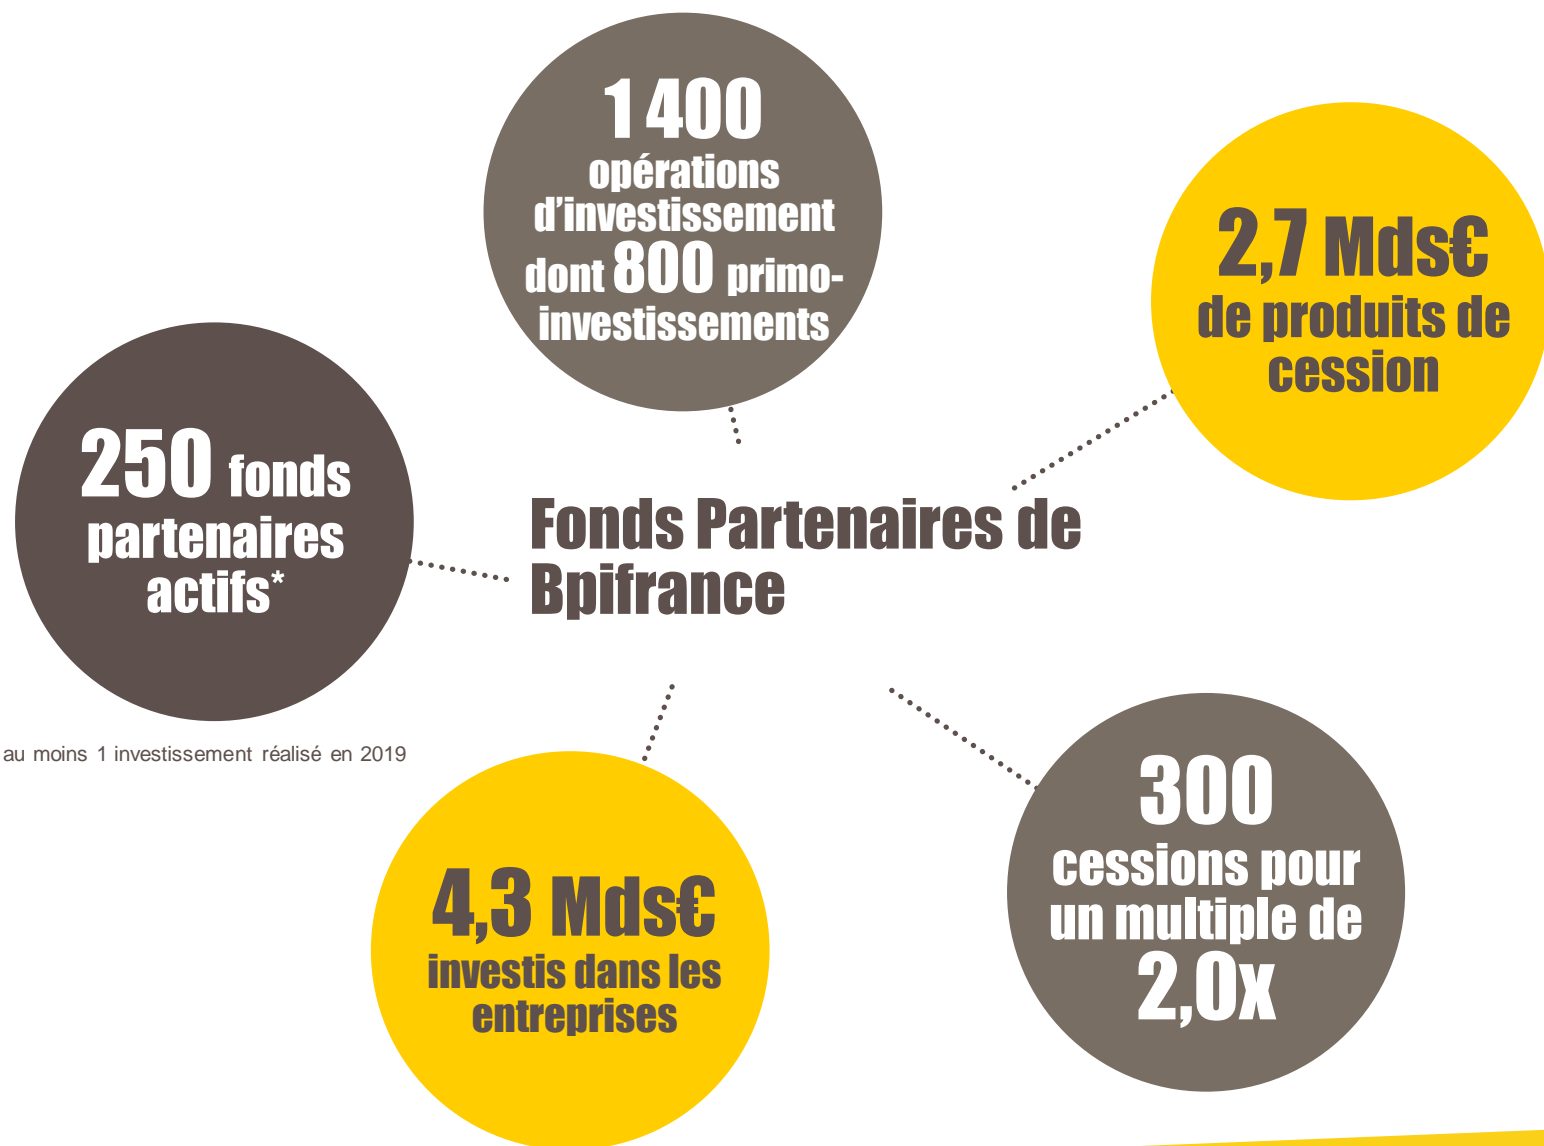 1 400
opérations
d'investissement
dont 800 primo-
investissements
2,7 Mds€
de produits de
cession
250 fonds
partenaires
actifs*
Fonds Partenaires de
Bpifrance
au moins 1 investissement réalisé en 2019
4,3 Mds€
investis dans les
entreprises
300
cessions pour
un multiple de
2,0x